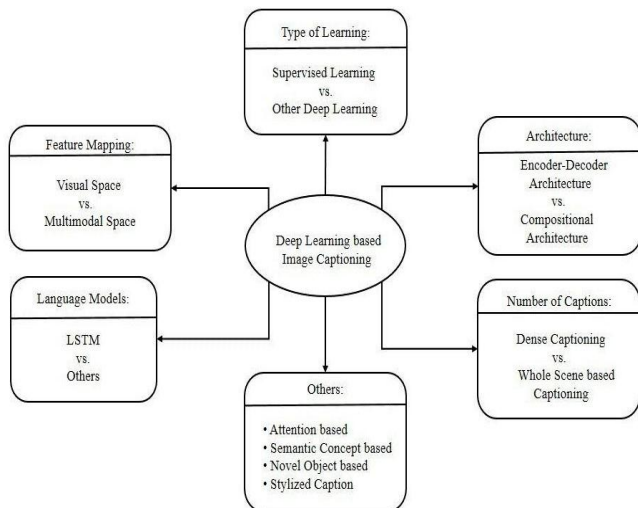 Type of Learning:
Supervised Learning
vs.
Other Deep Learning
Feature Mapping:
Visual Space
vs.
Multimodal Space
Architecture:
Encoder-Decoder
Architecture
vs.
Compositional
Architecture
Deep Learning based
Image Captioning
Language Models:
LSTM
vs.
Others
Number of Captions:
Dense Captioning
vs.
Whole Scene based
Captioning
Others:
• Attention based
• Semantic Concept based
• Novel Object based
• Stylized Caption